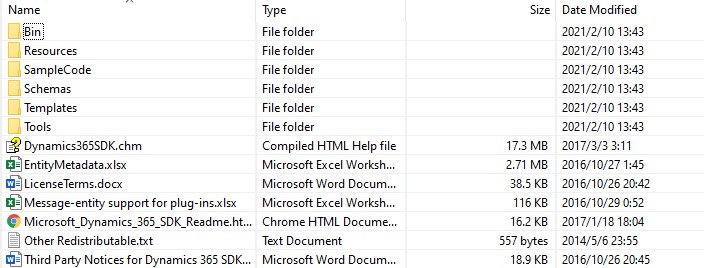 Name Type Size Date Modified
Bin File folder 2021/2/10 13:43
Resources File folder 2021/2/10 13:43
SampleCode File folder 2021/2/10 13:43
Schemas File folder 2021/2/10 13:43
Templates File folder 2021/2/10 13:43
Tools File folder 2021/2/10 13:43
Dynamics365SDK.chm Compiled HTML Help file 17.3 MB 2017/3/3 3:11
EntityMetadata.xlsx Microsoft Excel Worksh... 2.71 MB 2016/10/27 1:45
LicenseTerms.docx Microsoft Word Docum... 38.5 KB 2016/10/26 20:42
Message-entity support for plug-ins.xlsx Microsoft Excel Worksh... 116 KB 2016/10/29 0:52
Microsoft_Dynamics_365_SDK_Readme.ht... Chrome HTML Docume... 16.2 KB 2017/1/18 18:04
Other Redistributable.txt Text Document 557 bytes 2014/5/6 23:55
Third Party Notices for Dynamics 365 SDK... Microsoft Word Docum... 18.9 KB 2016/10/26 20:45